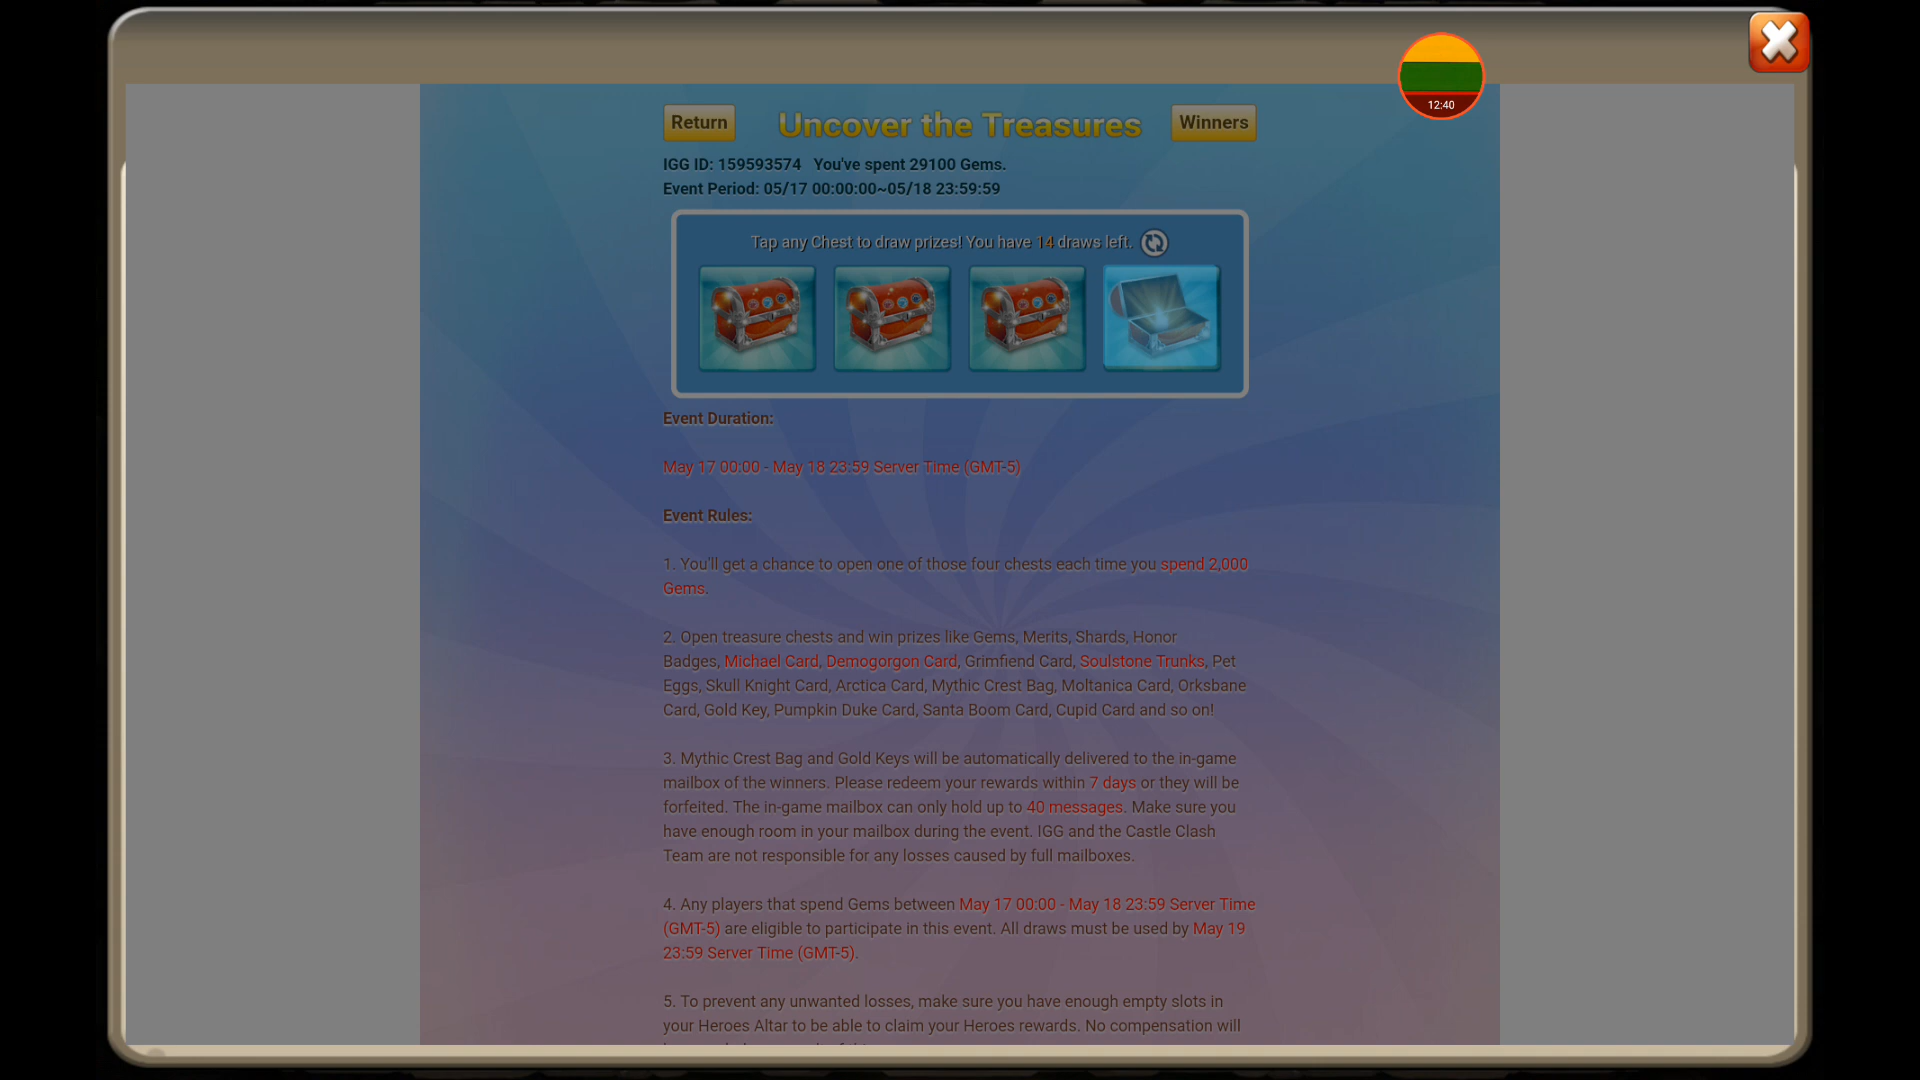 12:40
Return
Uncover the Treasures
Winners
IGG ID: 159593574 You've spent 29100 Gems.
Event Period: 05/17 00:00:00~05/18 23:59:59
Tap any Chest to draw prizes! You have 14 draws left.
Event Duration:
May 17 00:00 - May 18 23:59 Server Time (GMT-5)
Event Rules:
1. You'll get a chance to open one of those four chests each time you spend 2,000
Gems.
2. Open treasure chests and win prizes like Gems, Merits, Shards, Honor
Badges, Michael Card, Demogorgon Card, Grimfiend Card, Soulstone Trunks, Pet
Eggs, Skull Knight Card, Arctica Card, Mythic Crest Bag, Moltanica Card, Orksbane
Card, Gold Key, Pumpkin Duke Card, Santa Boom Card, Cupid Card and so on!
3. Mythic Crest Bag and Gold Keys will be automatically delivered to the in-game
mailbox of the winners. Please redeem your rewards within 7 days or they will be
forfeited. The in-game mailbox can only hold up to 40 messages. Make sure you
have enough room in your mailbox during the event. IGG and the Castle Clash
Team are not responsible for any losses caused by full mailboxes.
4. Any players that spend Gems between May 17 00:00 - May 18 23:59 Server Time
(GMT-5) are eligible to participate in this event. All draws must be used by May 19
23:59 Server Time (GMT-5).
5. To prevent any unwanted losses, make sure you have enough empty slots in
your Heroes Altar to be able to claim your Heroes rewards. No compensation will